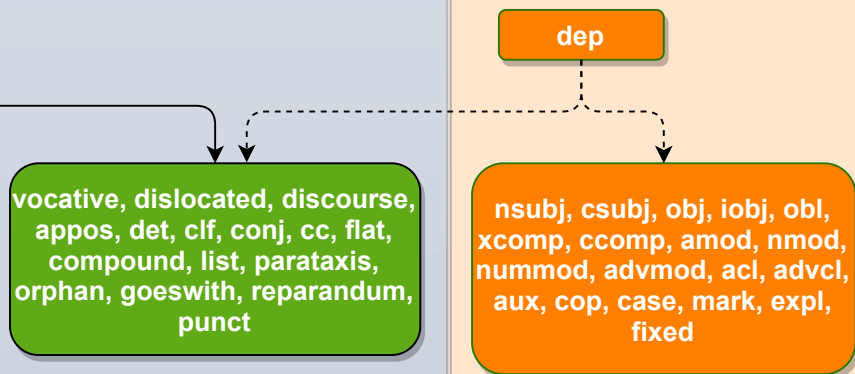 dep
vocative, dislocated, discourse,
appos, det, clf, conj, cc, flat,
compound, list, parataxis,
orphan, goeswith, reparandum,
punct
nsubj, csubj, obj, iobj, obl,
xcomp, ccomp, amod, nmod,
nummod, advmod, acl, advcl,
aux, cop, case, mark, expl,
fixed